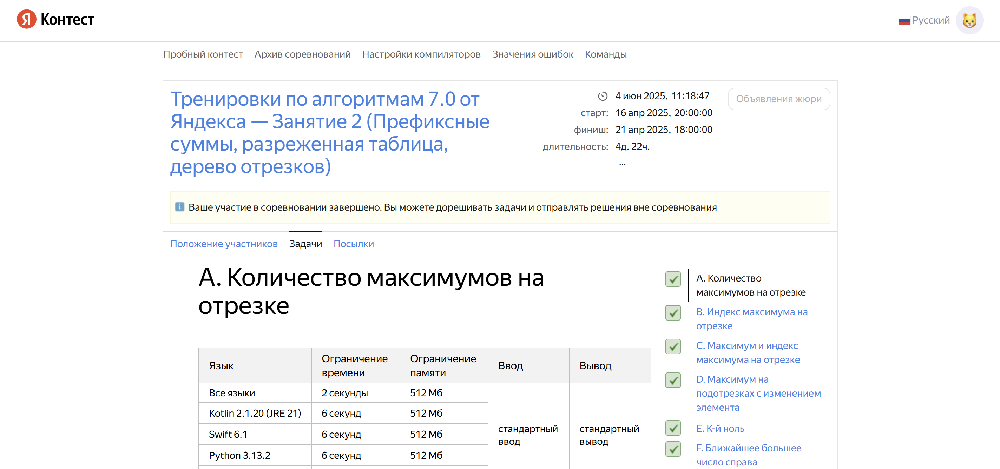 Я Контест
Русский
Пробный контест Архив соревнований Настройки компиляторов Значения ошибок Команды
Тренировки по алгоритмам 7.0 от
Яндекса — Занятие 2 (Префиксные
суммы, разреженная таблица,
дерево отрезков)
4 июн 2025, 11:18:47
старт: 16 апр 2025, 20:00:00
финиш: 21 апр 2025, 18:00:00
длительность: 4д. 22ч.
...
Объявления жюри
Ваше участие в соревновании завершено. Вы можете дорешивать задачи и отправлять решения вне соревнования
Положение участников Задачи Посылки
A. Количество максимумов на
отрезке
Язык
Ограничение
времени
Ограничение
памяти
Ввод
Вывод
Все языки 2 секунды 512 Мб
Kotlin 2.1.20 (JRE 21) 6 секунд 512 Мб
Swift 6.1 6 секунд 512 Мб
Python 3.13.2 6 секунд 512 Мб
стандартный
ввод
стандартный
вывод
A. Количество
максимумов на отрезке
B. Индекс максимума на
отрезке
C. Максимум и индекс
максимума на отрезке
D. Максимум на
подотрезках с изменением
элемента
E. K-й ноль
F. Ближайшее большее
число справа